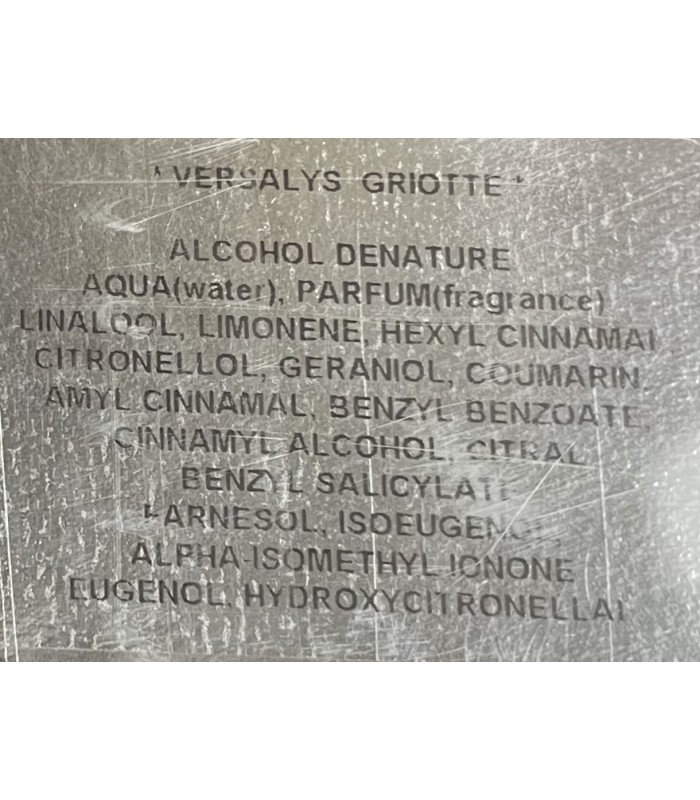 * VERSALYS GRIOTTE *
ALCOHOL DENATURE
AQUA(water), PARFUM(fragrance)
LINALOOL, LIMONENE, HEXYL CINNAMAL
CITRONELLOL, GERANIOL, COUMARIN,
AMYL CINNAMAL, BENZYL BENZOATE,
CINNAMYL ALCOHOL, CITRAL
BENZYL SALICYLATE
FARNESOL, ISOEUGENOL,
ALPHA-ISOMETHYL IONONE
EUGENOL, HYDROXYCITRONELLAL